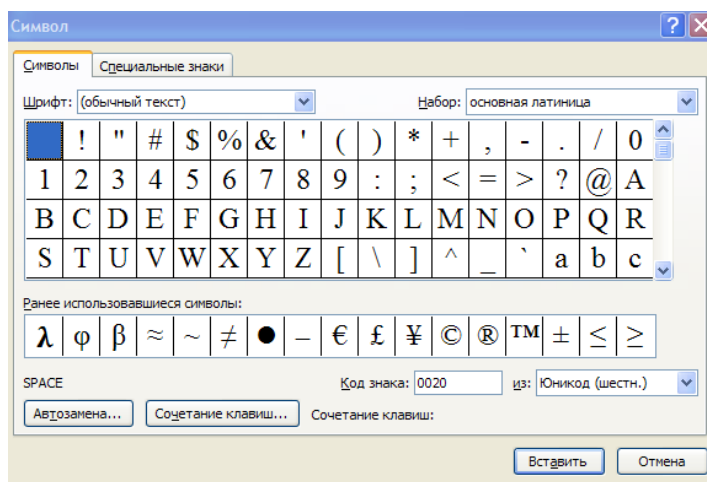 Символ
Символы Специальные знаки
Шрифт: (обычный текст) Набор: основная латиница
! " # $ % & ' ( ) * + , - . / 0
1 2 3 4 5 6 7 8 9 : ; < = > ? @ A
B C D E F G H I J K L M N O P Q R
S T U V W X Y Z [ \ ] ^ _ ` a b c
Ранее использовавшиеся символы:
λ φ β ≈ ~ ≠ ● – € £ ¥ © ® ™ ± ≤ ≥
SPACE Код знака: 0020 из: Юникод (шестн.)
Автозамена... Сочетание клавиш... Сочетание клавиш:
Вставить Отмена